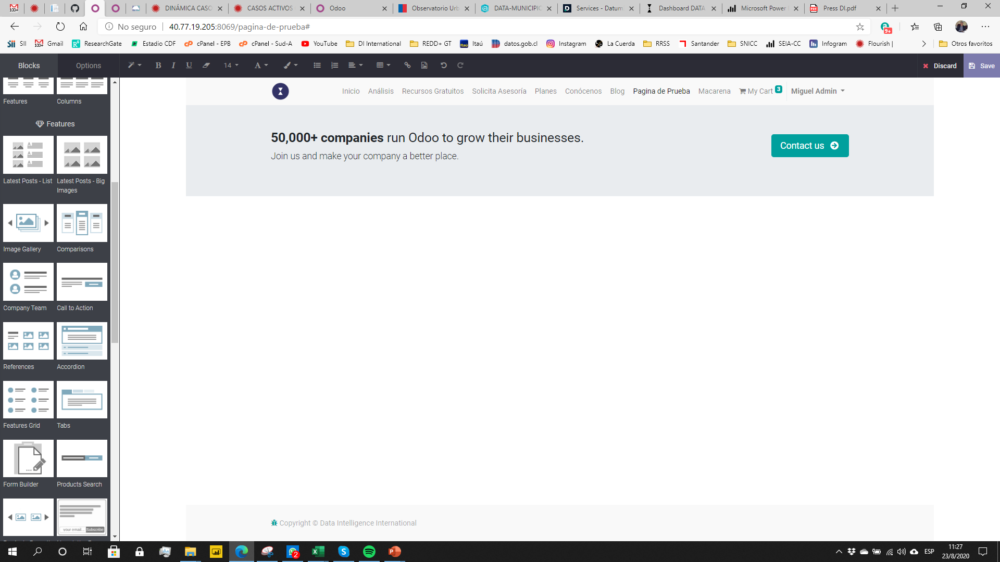 DINÁMICA CASO
CASOS ACTIVOS
Odoo
Observatorio Urb
DATA-MUNICIPIO
Services - Datum
Dashboard DATA
Microsoft Power
Press DI.pdf
No seguro
40.77.19.205:8069/pagina-de-prueba#
9+
SII
Gmail
ResearchGate
Estadio CDF
cPanel - EPB
cPanel - Sud-A
YouTube
DI International
REDD+ GT
Itaú
datos.gob.cl
Instagram
La Cuerda
RRSS
Santander
SNICC
SEIA-CC
Infogram
Flourish |
Otros favoritos
Blocks
Options
B I U
14
A
Discard
Save
Inicio
Análisis
Recursos Gratuitos
Solicita Asesoría
Planes
Conócenos
Blog
Pagina de Prueba
Macarena
My Cart 3
Miguel Admin
Features
Columns
Features
Latest Posts - List
Latest Posts - Big
Images
Image Gallery
Comparisons
Company Team
Call to Action
References
Accordion
Features Grid
Tabs
Form Builder
Products Search
your email...
Subscribe
50,000+ companies run Odoo to grow their businesses.
Join us and make your company a better place.
Contact us
Copyright © Data Intelligence International
2
ESP
11:27
23/8/2020